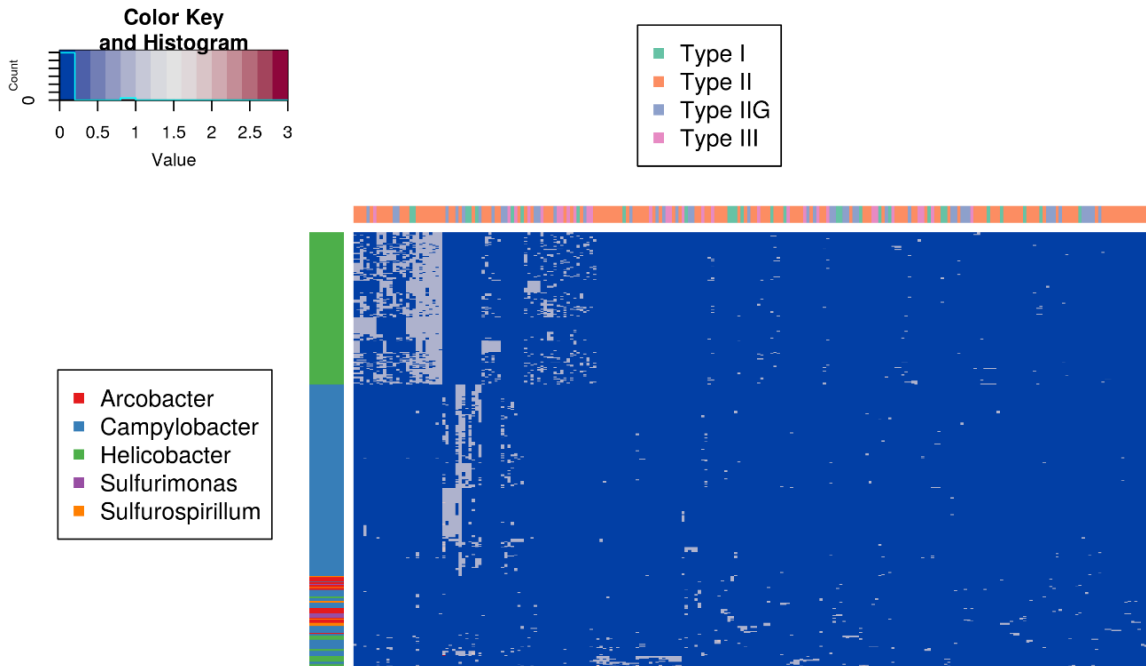 Color Key
and Histogram
Count
0
0 0.5 1 1.5 2 2.5 3
Value
Type I
Type II
Type IIG
Type III
Arcobacter
Campylobacter
Helicobacter
Sulfurimonas
Sulfurospirillum